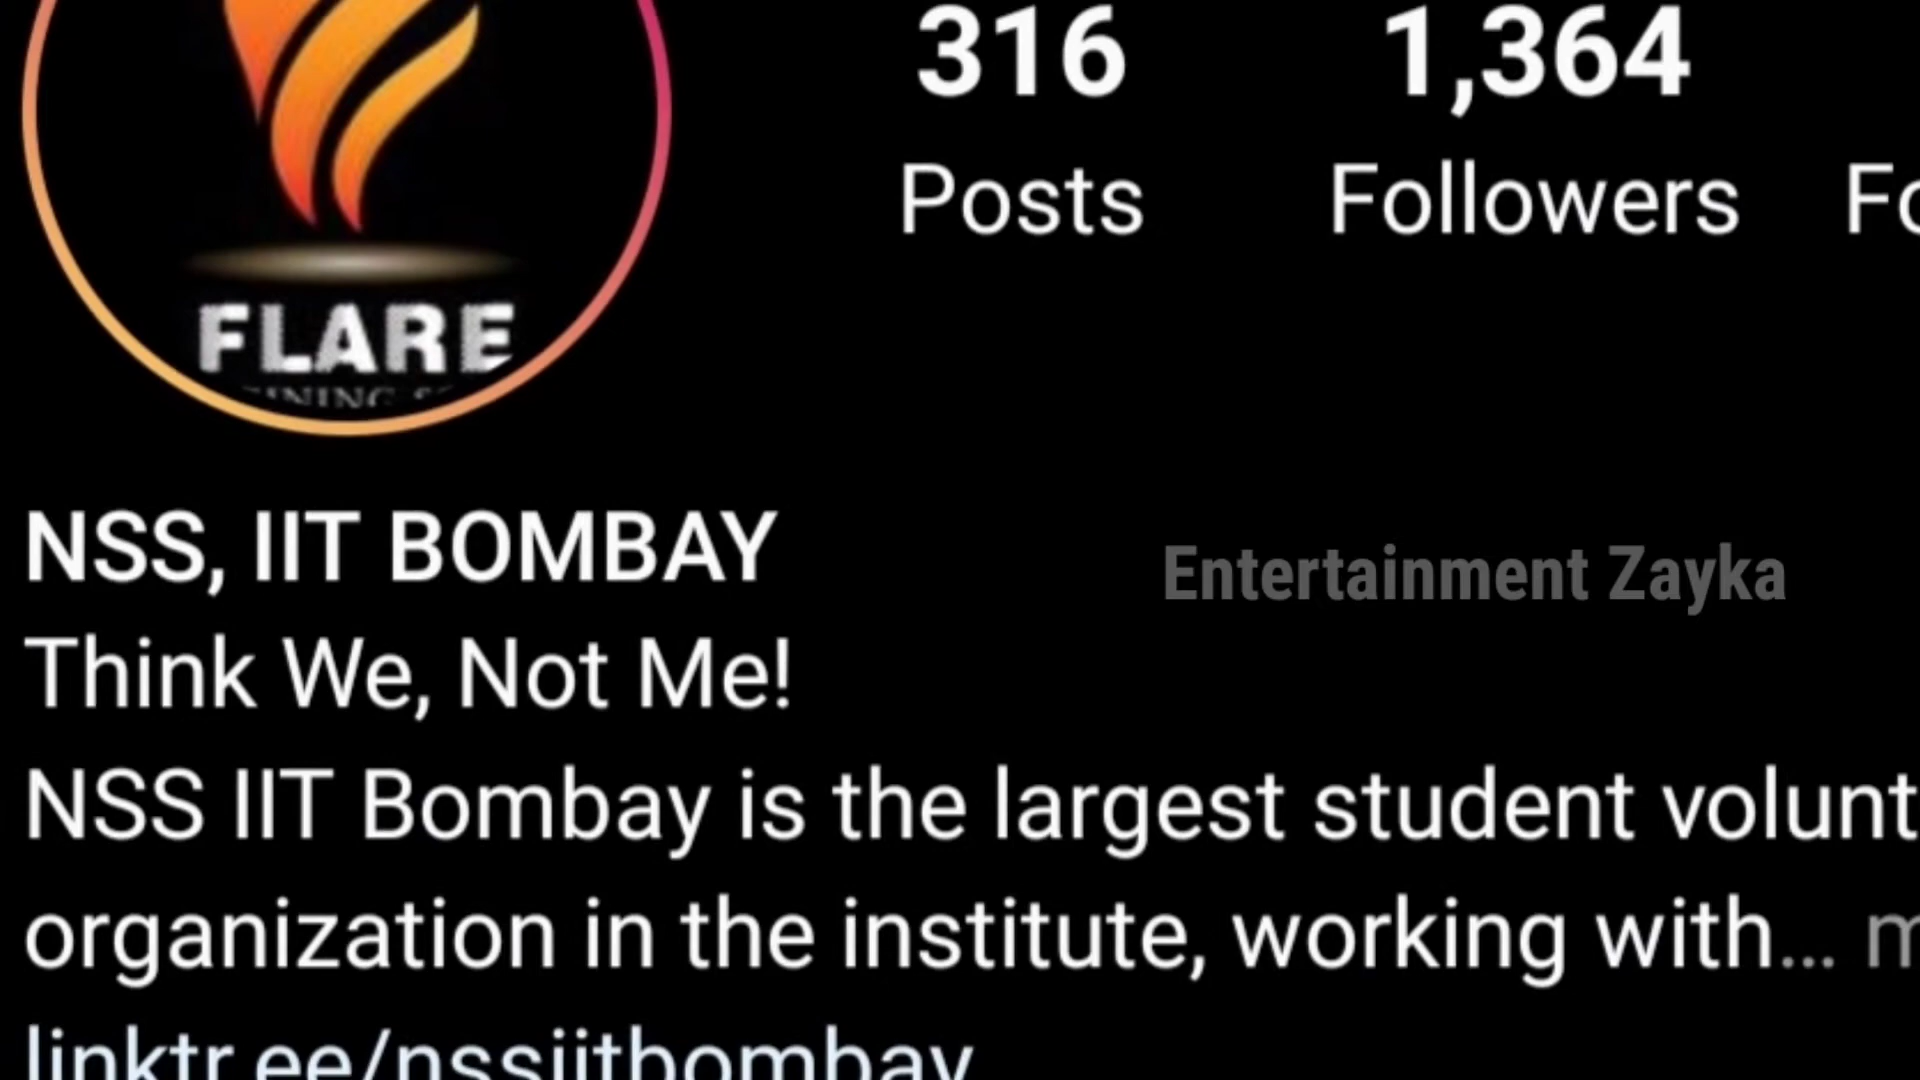 316
1,364
Posts
Followers
FLARE
NSS, IIT BOMBAY
Entertainment Zayka
Think We, Not Me!
NSS IIT Bombay is the largest student volunt
organization in the institute, working with...
linktr.ee/nssiitbombay